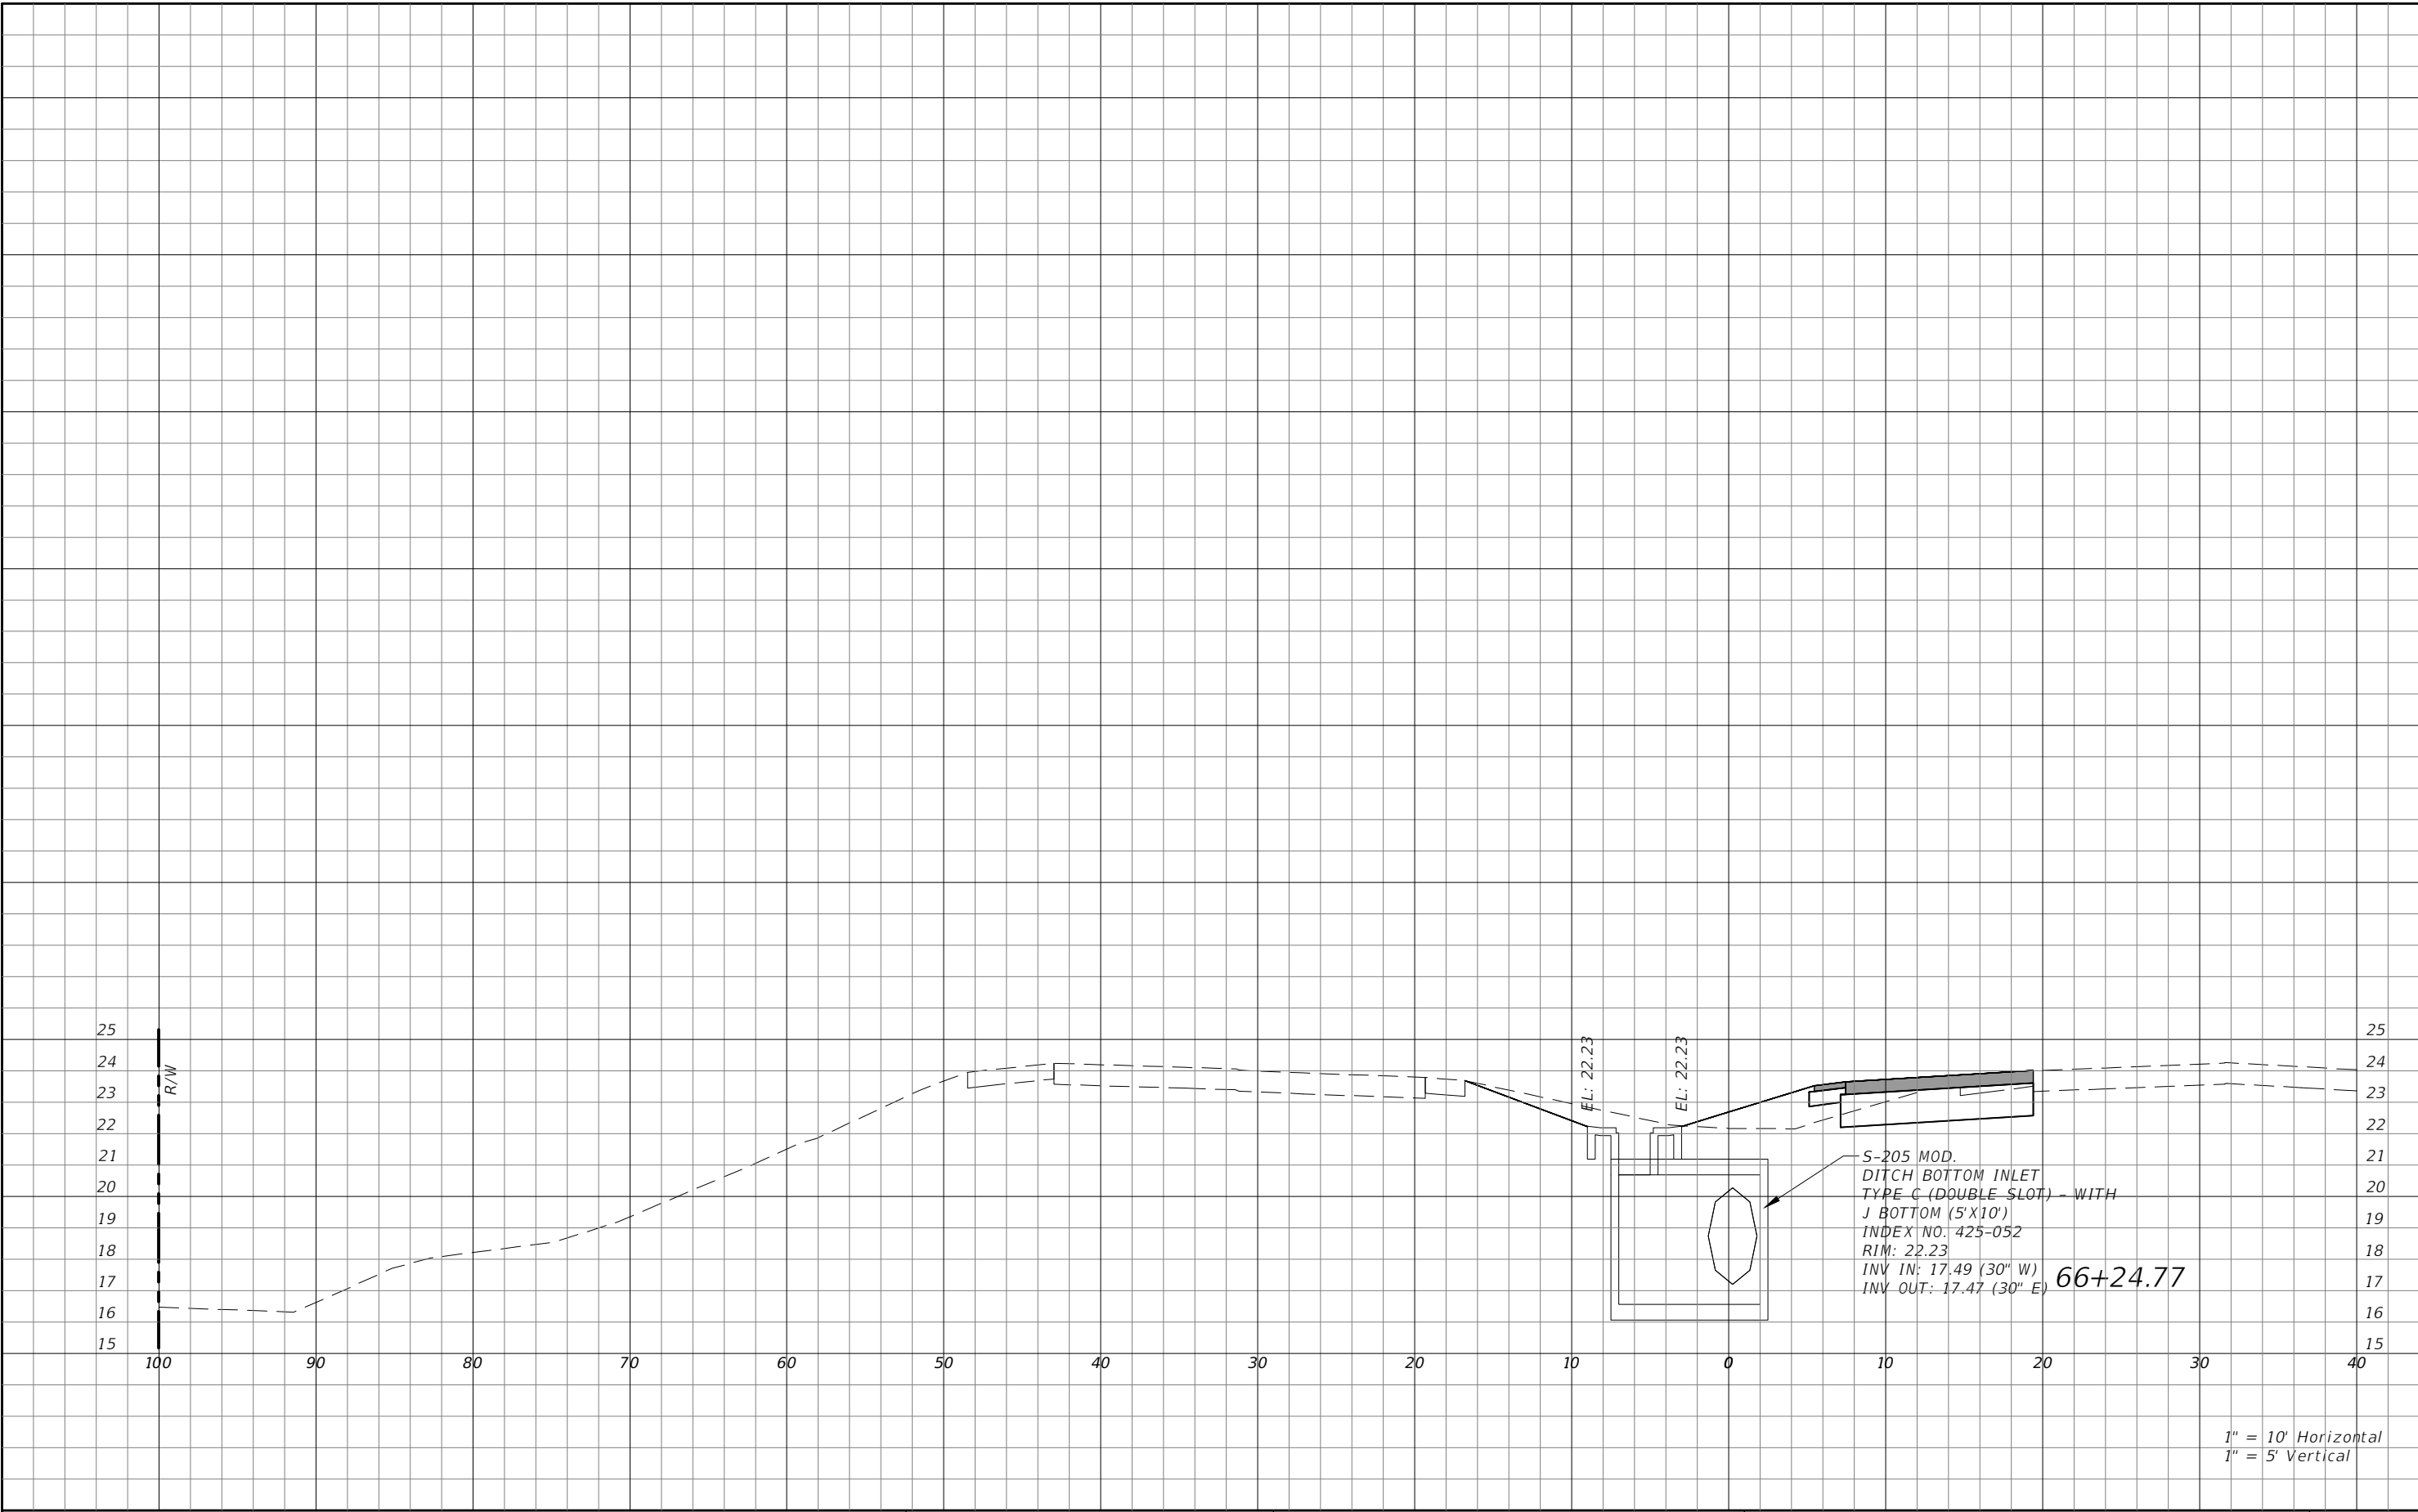 25 25
24 24
23 23
22 22
21 21
20 20
19 19
18 18
17 17
16 16
15 15
R/W
EL: 22.23
EL: 22.23
S-205 MOD.
DITCH BOTTOM INLET
TYPE C (DOUBLE SLOT) - WITH
J BOTTOM (5'X10')
INDEX NO. 425-052
RIM: 22.23
INV IN: 17.49 (30" W)
INV OUT: 17.47 (30" E)
66+24.77
100 90 80 70 60 50 40 30 20 10 0 10 20 30 40
1" = 10' Horizontal
1" = 5' Vertical